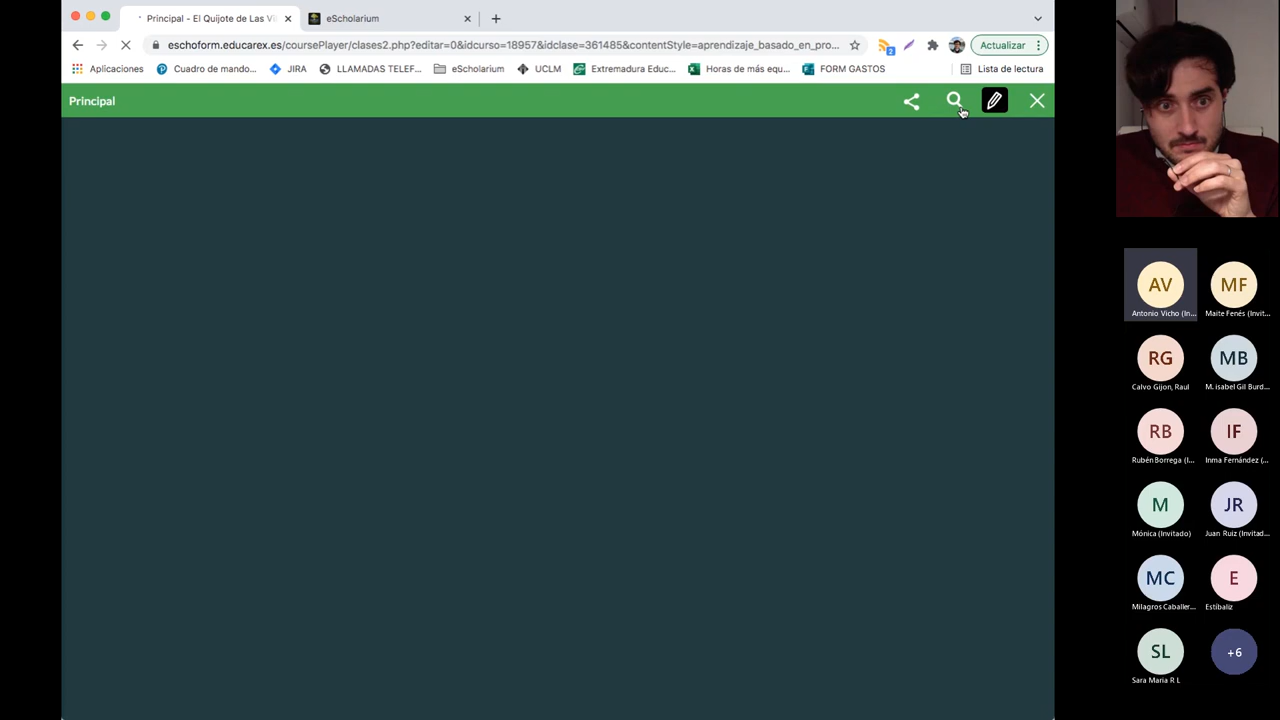 Principal - El Quijote de Las Vi
eScholarium
eschoform.educarex.es/coursePlayer/clases2.php?editar=0&idcurso=18957&idclase=361485&contentStyle=aprendizaje_basado_en_pro...
2
Actualizar
Aplicaciones
Cuadro de mando...
JIRA
LLAMADAS TELEF...
eScholarium
UCLM
Extremadura Educ...
Horas de más equ...
FORM GASTOS
Lista de lectura
Principal
AV
Antonio Vicho (In...
MF
Maite Fenés (Invit...
RG
Calvo Gijon, Raul
MB
M. isabel Gil Burd...
RB
Rubén Borrega (I...
IF
Inma Fernández (...
M
Mónica (Invitado)
JR
Juan Ruiz (Invitad...
MC
Milagros Caballer...
E
Estíbaliz
SL
Sara Maria R L
+6